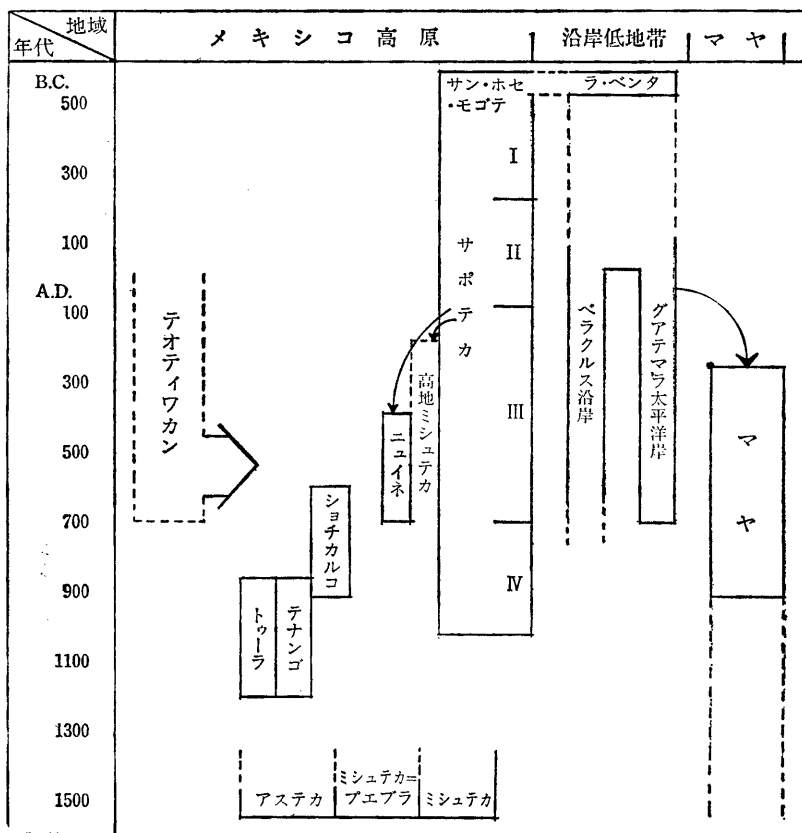 地域
年代
メキシコ高原
沿岸低地帯
マヤ
B.C.
500
300
100
A.D.
100
300
500
700
900
1100
1300
1500
サン・ホセ
・モゴテ
ラ・ベンタ
I
II
III
IV
サポテカ
テオティワカン
高地ミシュテカ
ニュイネ
ショチカルコ
トゥーラ
テナンゴ
ベラクルス沿岸
グアテマラ太平洋岸
マヤ
アステカ
ミシュテカ=
プエブラ
ミシュテカ